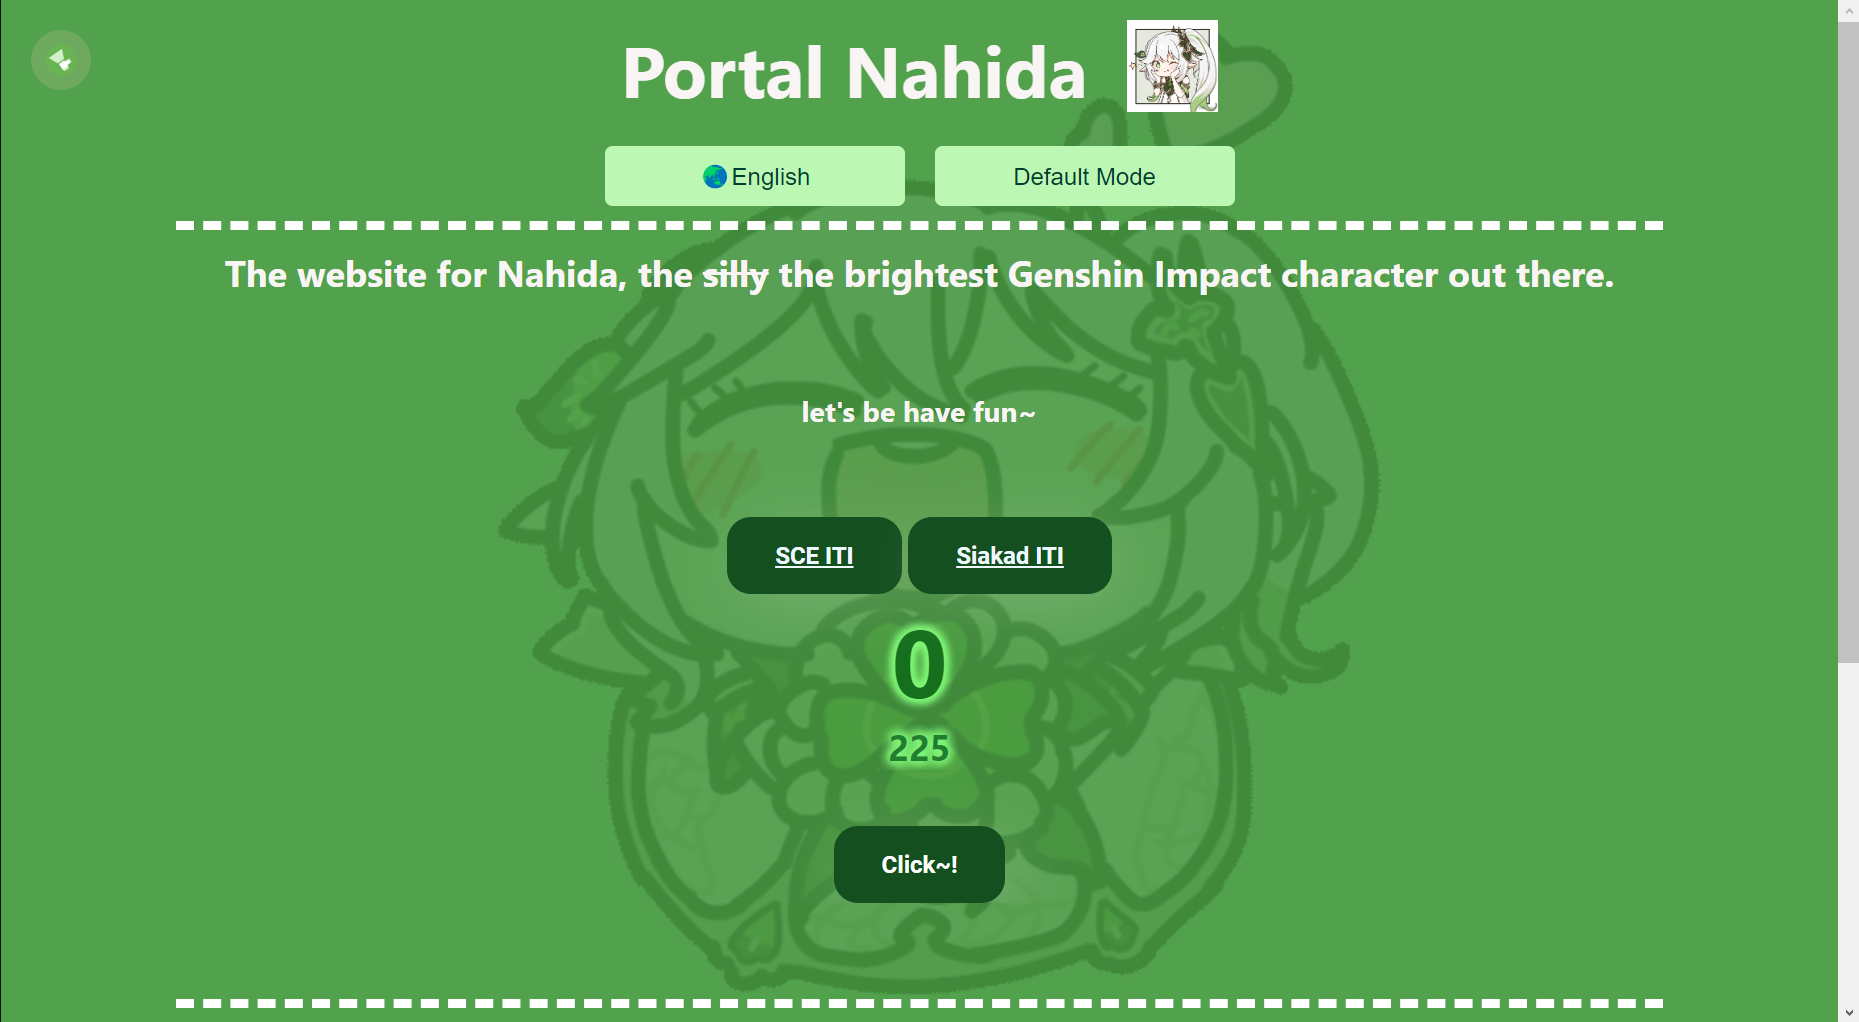 Portal Nahida
🌏English
Default Mode
The website for Nahida, the silly the brightest Genshin Impact character out there.
let's be have fun~
SCE ITI
Siakad ITI
0
225
Click~!